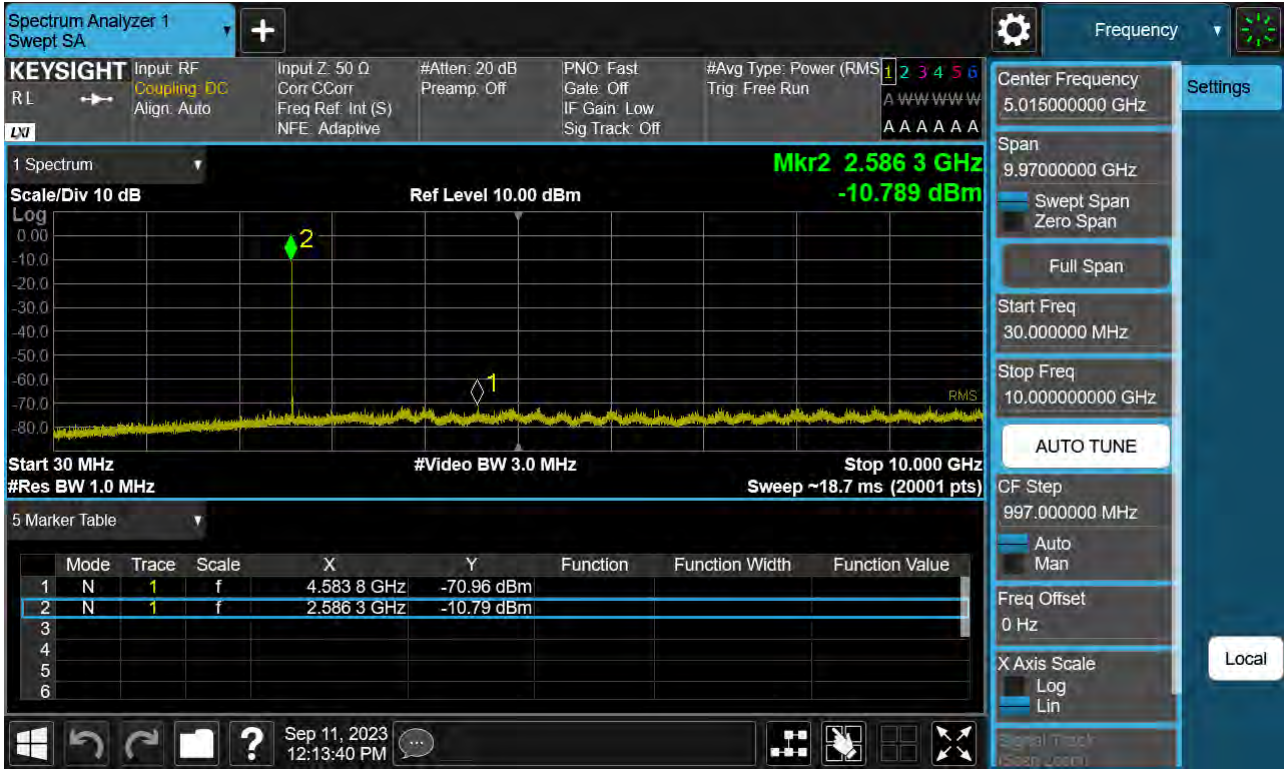 Spectrum Analyzer 1
Swept SA
Frequency
KEYSIGHT
R L
LXI
Input: RF
Coupling: DC
Align: Auto
Input Z: 50 Ω
Corr CCorr
Freq Ref: Int (S)
NFE: Adaptive
#Atten: 20 dB
Preamp: Off
PNO: Fast
Gate: Off
IF Gain: Low
Sig Track: Off
#Avg Type: Power (RMS
Trig: Free Run
1 2 3 4 5 6
A W W W W W
A A A A A A
1 Spectrum
Scale/Div 10 dB
Ref Level 10.00 dBm
Mkr2 2.586 3 GHz
-10.789 dBm
Log
0.00
-10.0
-20.0
-30.0
-40.0
-50.0
-60.0
-70.0
-80.0
2
1
RMS
Start 30 MHz
#Video BW 3.0 MHz
Stop 10.000 GHz
#Res BW 1.0 MHz
Sweep ~18.7 ms (20001 pts)
5 Marker Table
Mode Trace Scale X Y Function Function Width Function Value
1 N 1 f 4.583 8 GHz -70.96 dBm
2 N 1 f 2.586 3 GHz -10.79 dBm
3
4
5
6
Sep 11, 2023
12:13:40 PM
Center Frequency
5.015000000 GHz
Settings
Span
9.97000000 GHz
Swept Span
Zero Span
Full Span
Start Freq
30.000000 MHz
Stop Freq
10.000000000 GHz
AUTO TUNE
CF Step
997.000000 MHz
Auto
Man
Freq Offset
0 Hz
X Axis Scale
Log
Lin
Local
Signal Track
(Span Zoom)